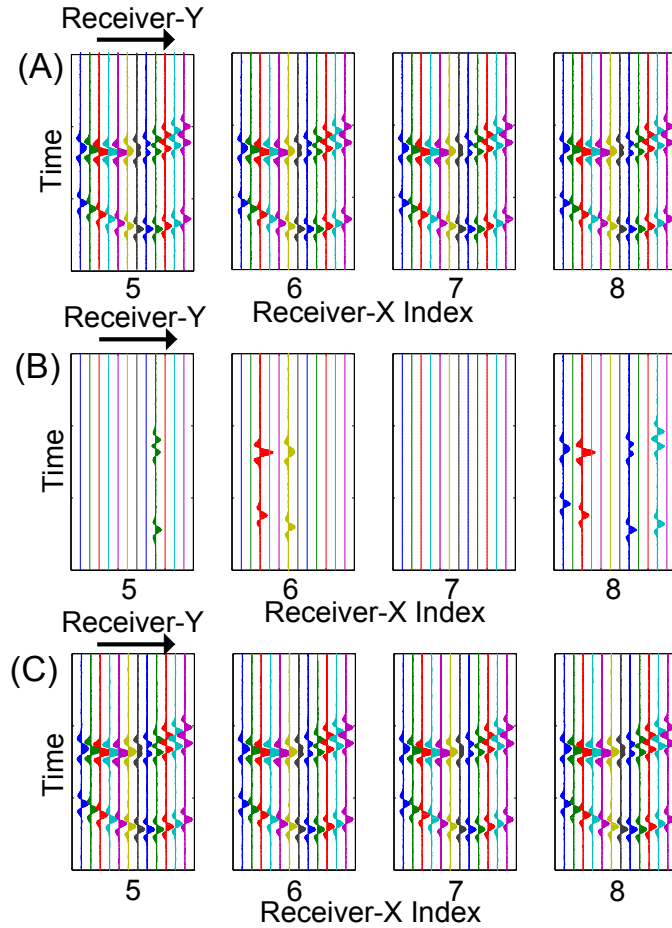 Receiver-Y
(A)
Time
5 6 7 8
Receiver-X Index
Receiver-Y
(B)
Time
5 6 7 8
Receiver-X Index
Receiver-Y
(C)
Time
5 6 7 8
Receiver-X Index